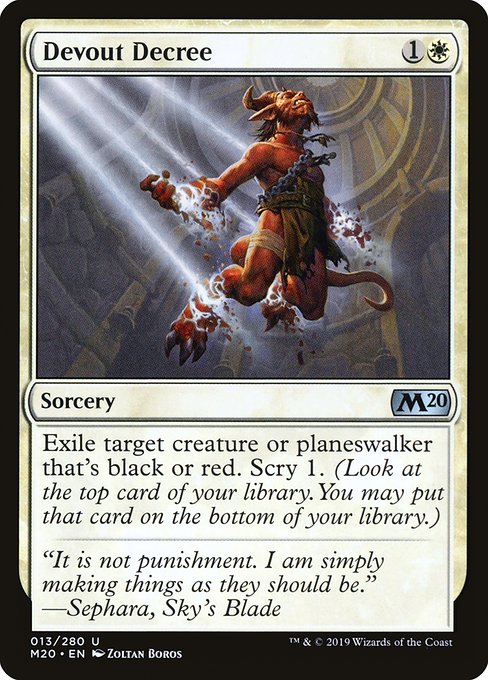 Devout Decree 1
Sorcery M20
Exile target creature or planeswalker
that's black or red. Scry 1. (Look at
the top card of your library. You may put
that card on the bottom of your library.)
"It is not punishment. I am simply
making things as they should be."
—Sephara, Sky's Blade
013/280 U ™ & © 2019 Wizards of the Coast
M20 • EN Zoltan Boros